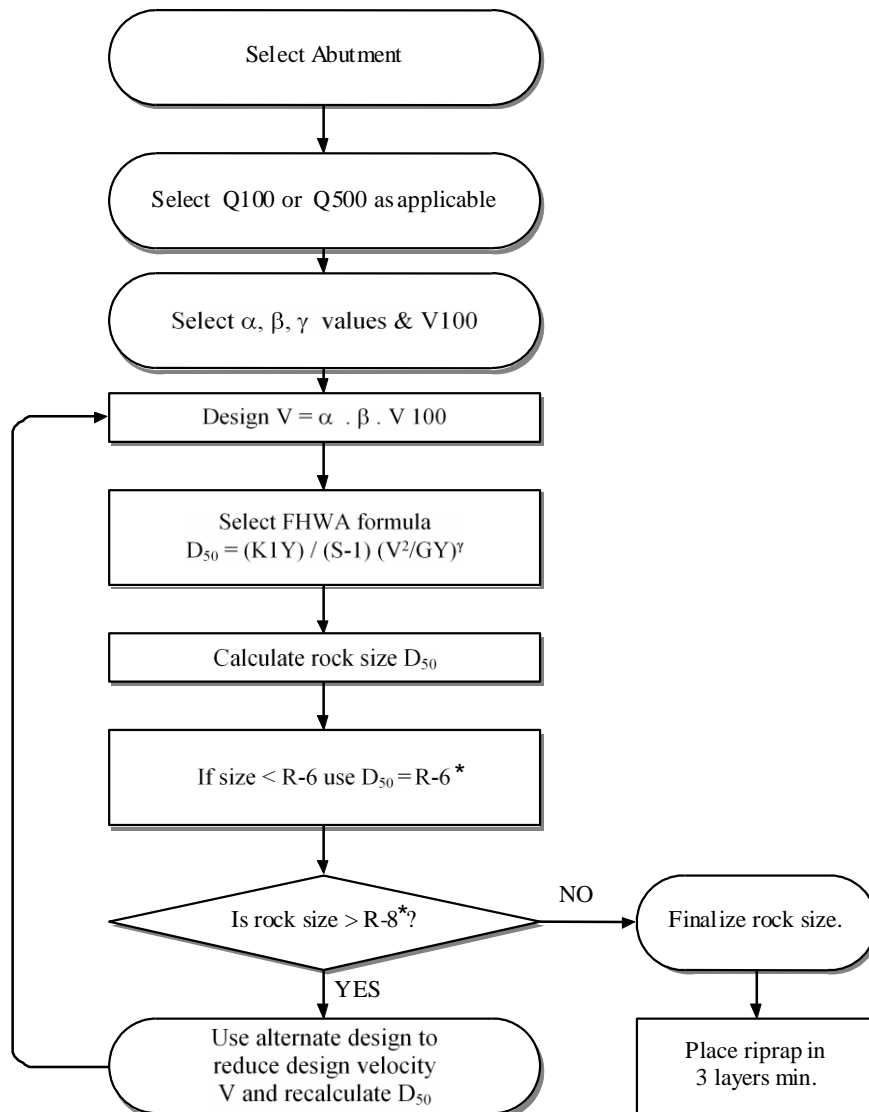 Select Abutment
Select Q100 or Q500 as applicable
Select α, β, γ values & V100
Design V = α . β . V 100
Select FHWA formula
D₅₀ = (K1Y) / (S-1) (V²/GY)ᵞ
Calculate rock size D₅₀
If size < R-6 use D₅₀ = R-6*
Is rock size > R-8*?
NO
Finalize rock size.
YES
Use alternate design to
reduce design velocity
V and recalculate D₅₀
Place riprap in
3 layers min.